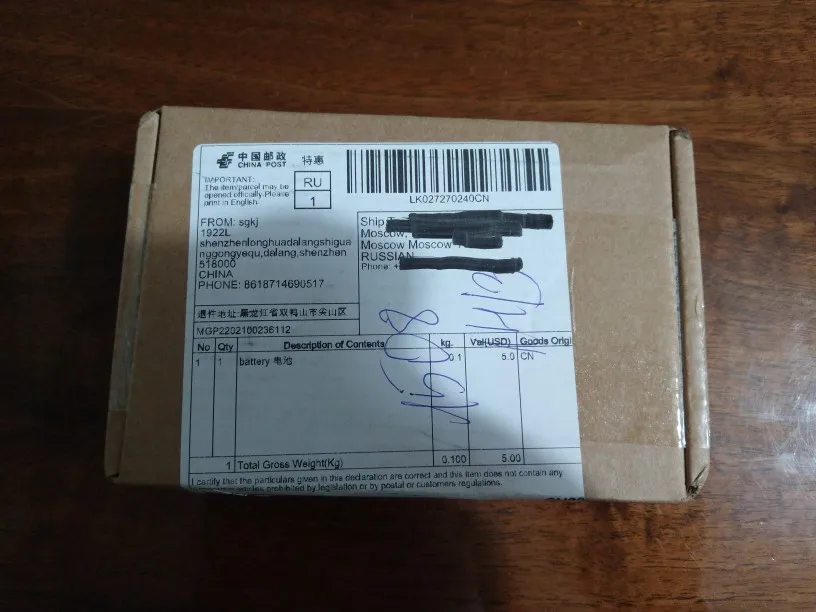 中国邮政 特惠
CHINA POST
IMPORTANT:
The item/parcel may be
opened officially.Please
print in English
RU
1
LK027270240CN
FROM: sgkj
1922L
shenzhenlonghuadalangshigua
nggongyequ,dalang,shenzhen
518000
CHINA
PHONE: 8618714690517
Ship
Moscow,
Moscow Moscow
RUSSIAN
Phone: +
退件地址:黑龙江省双鸭山市尖山区
MGP2202100236112
No Qty Description of Contents kg. Val(USD) Goods Origi
1 1 battery 电池 0.1 5.0 CN
1 Total Gross Weight(Kg) 0.100 5.00
I certify that the particulars given in this declaration are correct and this item does not contain any
articles prohibited by legislation or by postal or customers regulations.